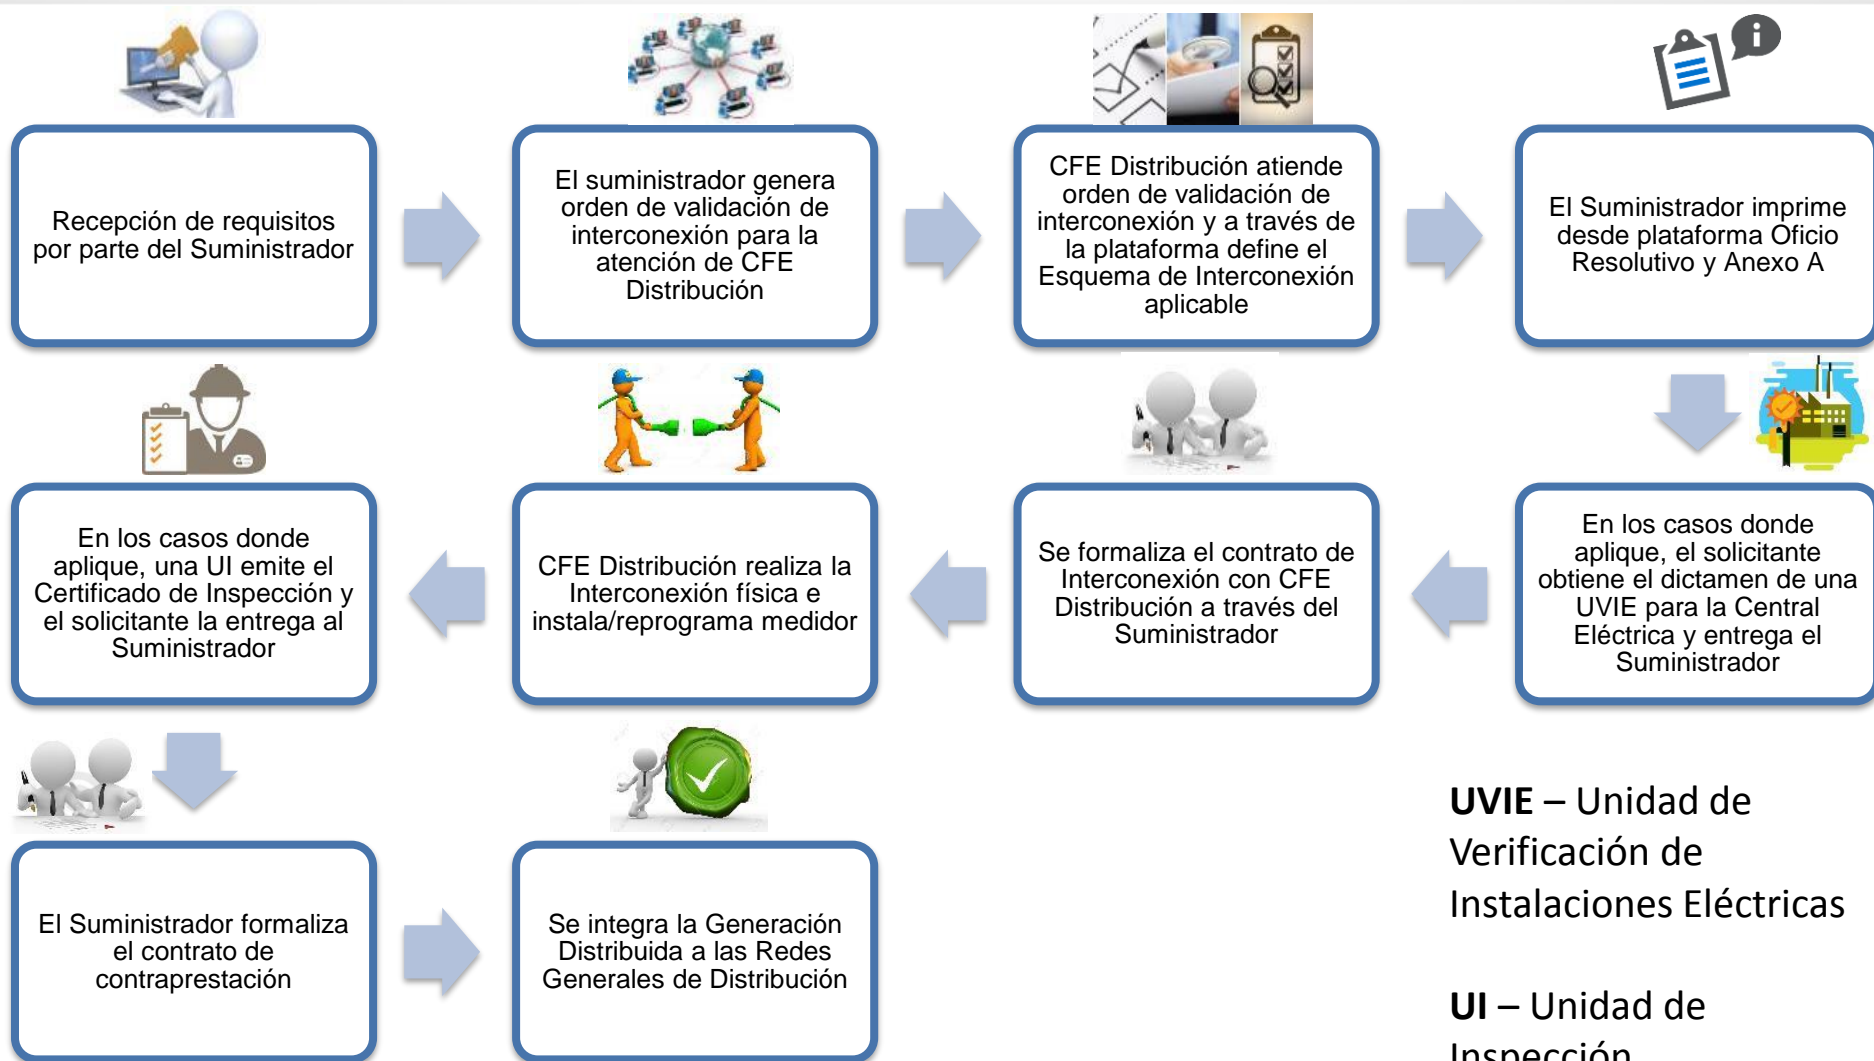 Recepción de requisitos
por parte del Suministrador
El suministrador genera
orden de validación de
interconexión para la
atención de CFE
Distribución
CFE Distribución atiende
orden de validación de
interconexión y a través de
la plataforma define el
Esquema de Interconexión
aplicable
El Suministrador imprime
desde plataforma Oficio
Resolutivo y Anexo A
En los casos donde
aplique, el solicitante
obtiene el dictamen de una
UVIE para la Central
Eléctrica y entrega el
Suministrador
Se formaliza el contrato de
Interconexión con CFE
Distribución a través del
Suministrador
CFE Distribución realiza la
Interconexión física e
instala/reprograma medidor
En los casos donde
aplique, una UI emite el
Certificado de Inspección y
el solicitante la entrega al
Suministrador
El Suministrador formaliza
el contrato de
contraprestación
Se integra la Generación
Distribuida a las Redes
Generales de Distribución
UVIE – Unidad de
Verificación de
Instalaciones Eléctricas
UI – Unidad de
Inspección